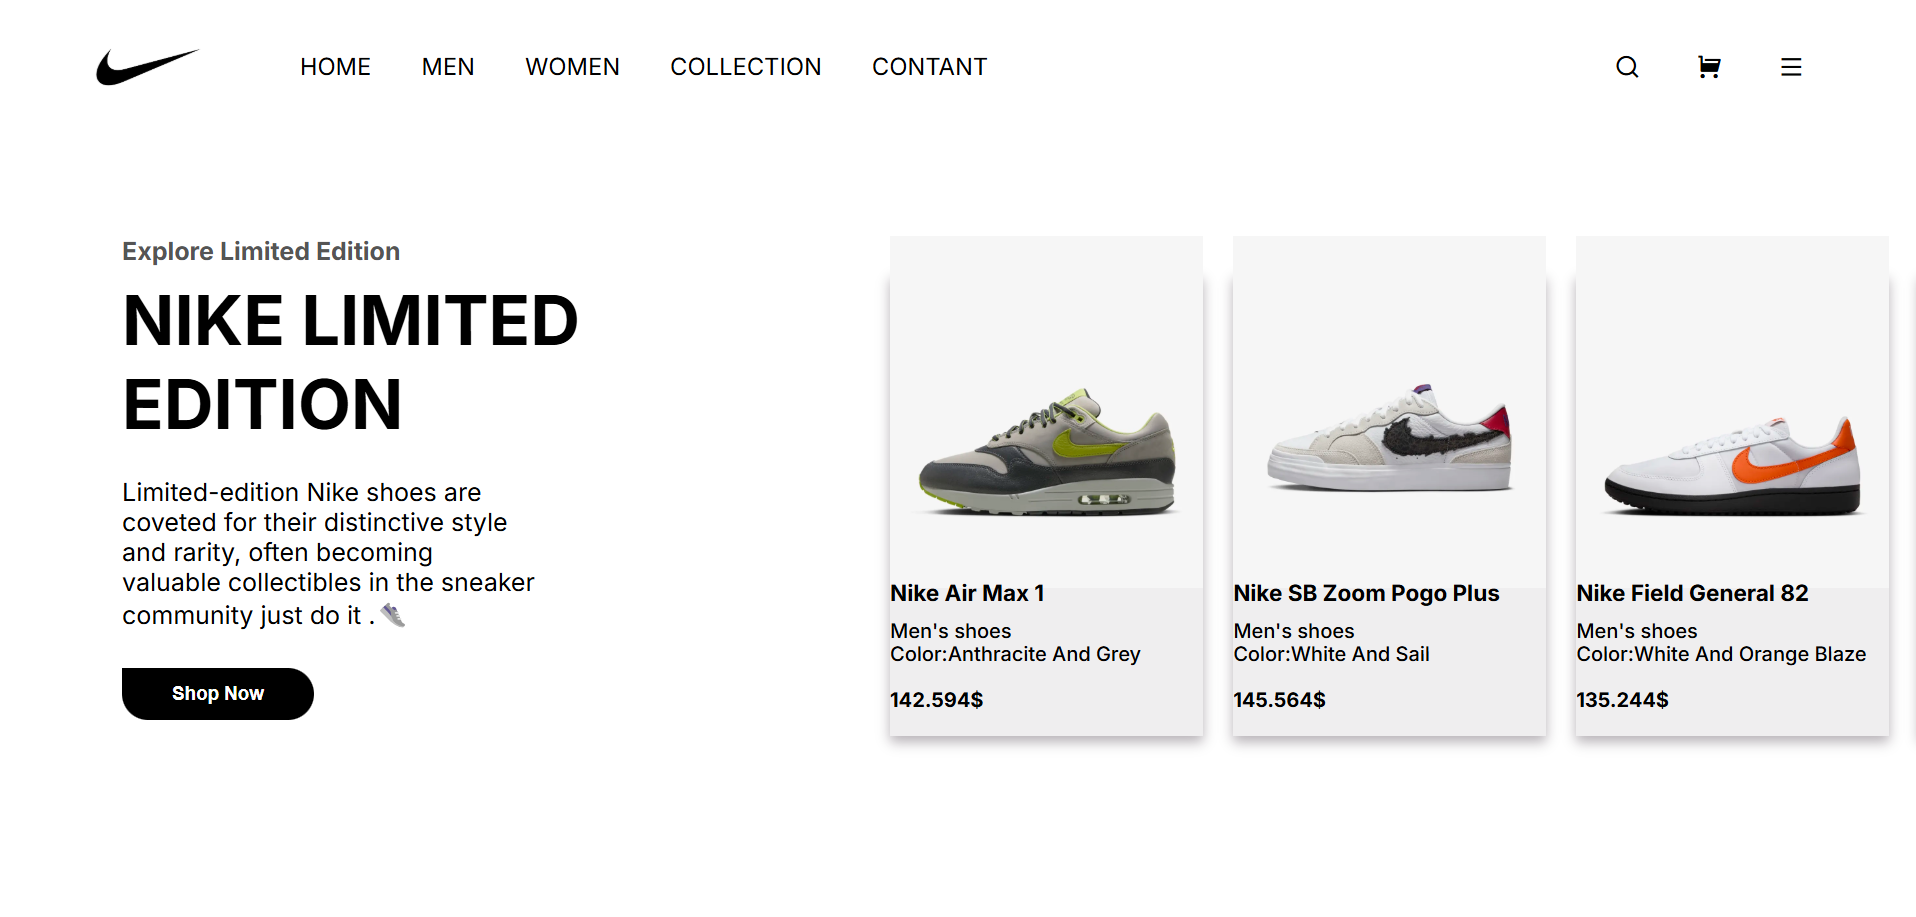 HOME MEN WOMEN COLLECTION CONTANT
Explore Limited Edition
NIKE LIMITED
EDITION
Limited-edition Nike shoes are
coveted for their distinctive style
and rarity, often becoming
valuable collectibles in the sneaker
community just do it . 👟
Shop Now
Nike Air Max 1
Men's shoes
Color:Anthracite And Grey
142.594$
Nike SB Zoom Pogo Plus
Men's shoes
Color:White And Sail
145.564$
Nike Field General 82
Men's shoes
Color:White And Orange Blaze
135.244$